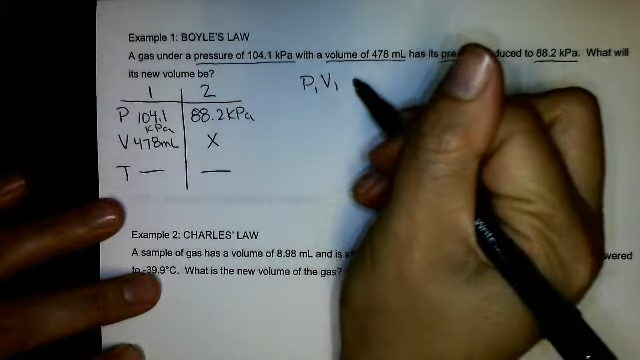 Example 1: BOYLE'S LAW
A gas under a pressure of 104.1 kPa with a volume of 478 mL has its duced to 88.2 kPa. What will
its new volume be?
1 2
P 104.1 kPa 88.2 kPa
V 478mL X
T — —
P₁V₁
Example 2: CHARLES' LAW
A sample of gas has a volume of 8.98 mL and is wered
to -39.9°C. What is the new volume of the gas?